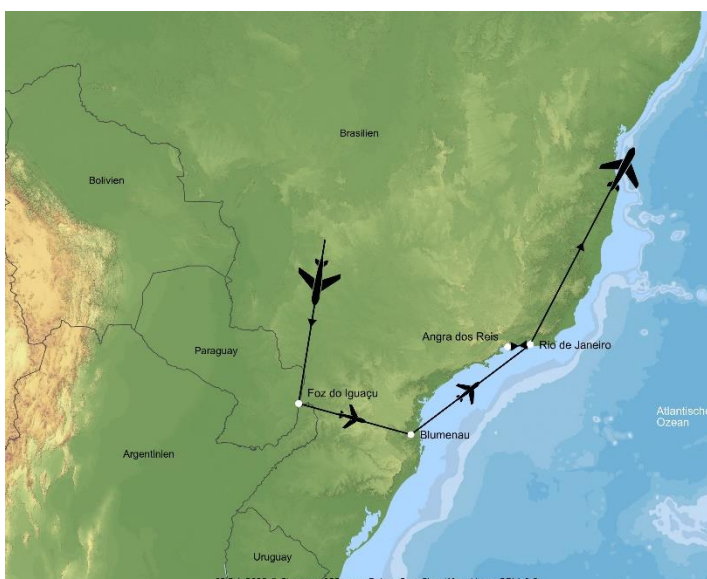 Brasilien
Bolivien
Angra dos Reis
Rio de Janeiro
Paraguay
Foz do Iguaçu
Atlantische
Ozean
Blumenau
Argentinien
Uruguay